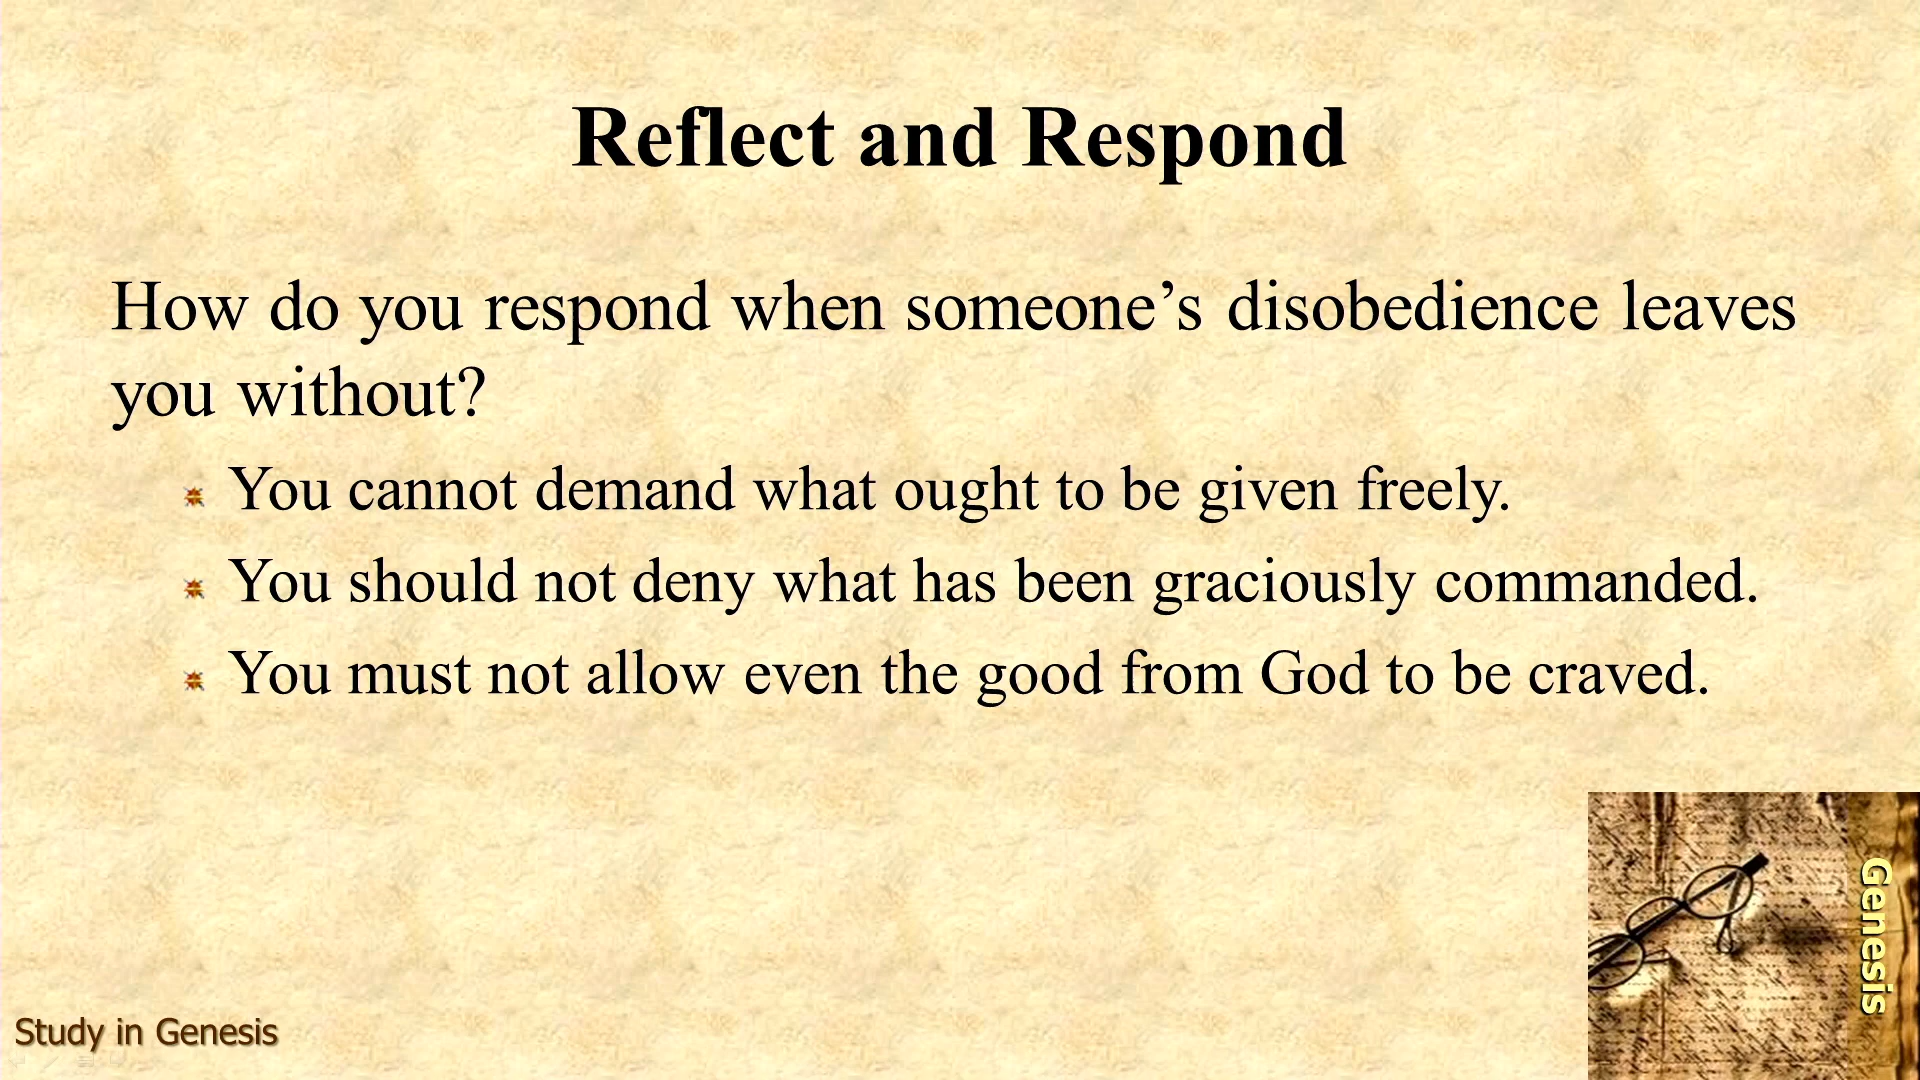 Reflect and Respond
How do you respond when someone’s disobedience leaves
you without?
You cannot demand what ought to be given freely.
You should not deny what has been graciously commanded.
You must not allow even the good from God to be craved.
Genesis
Study in Genesis